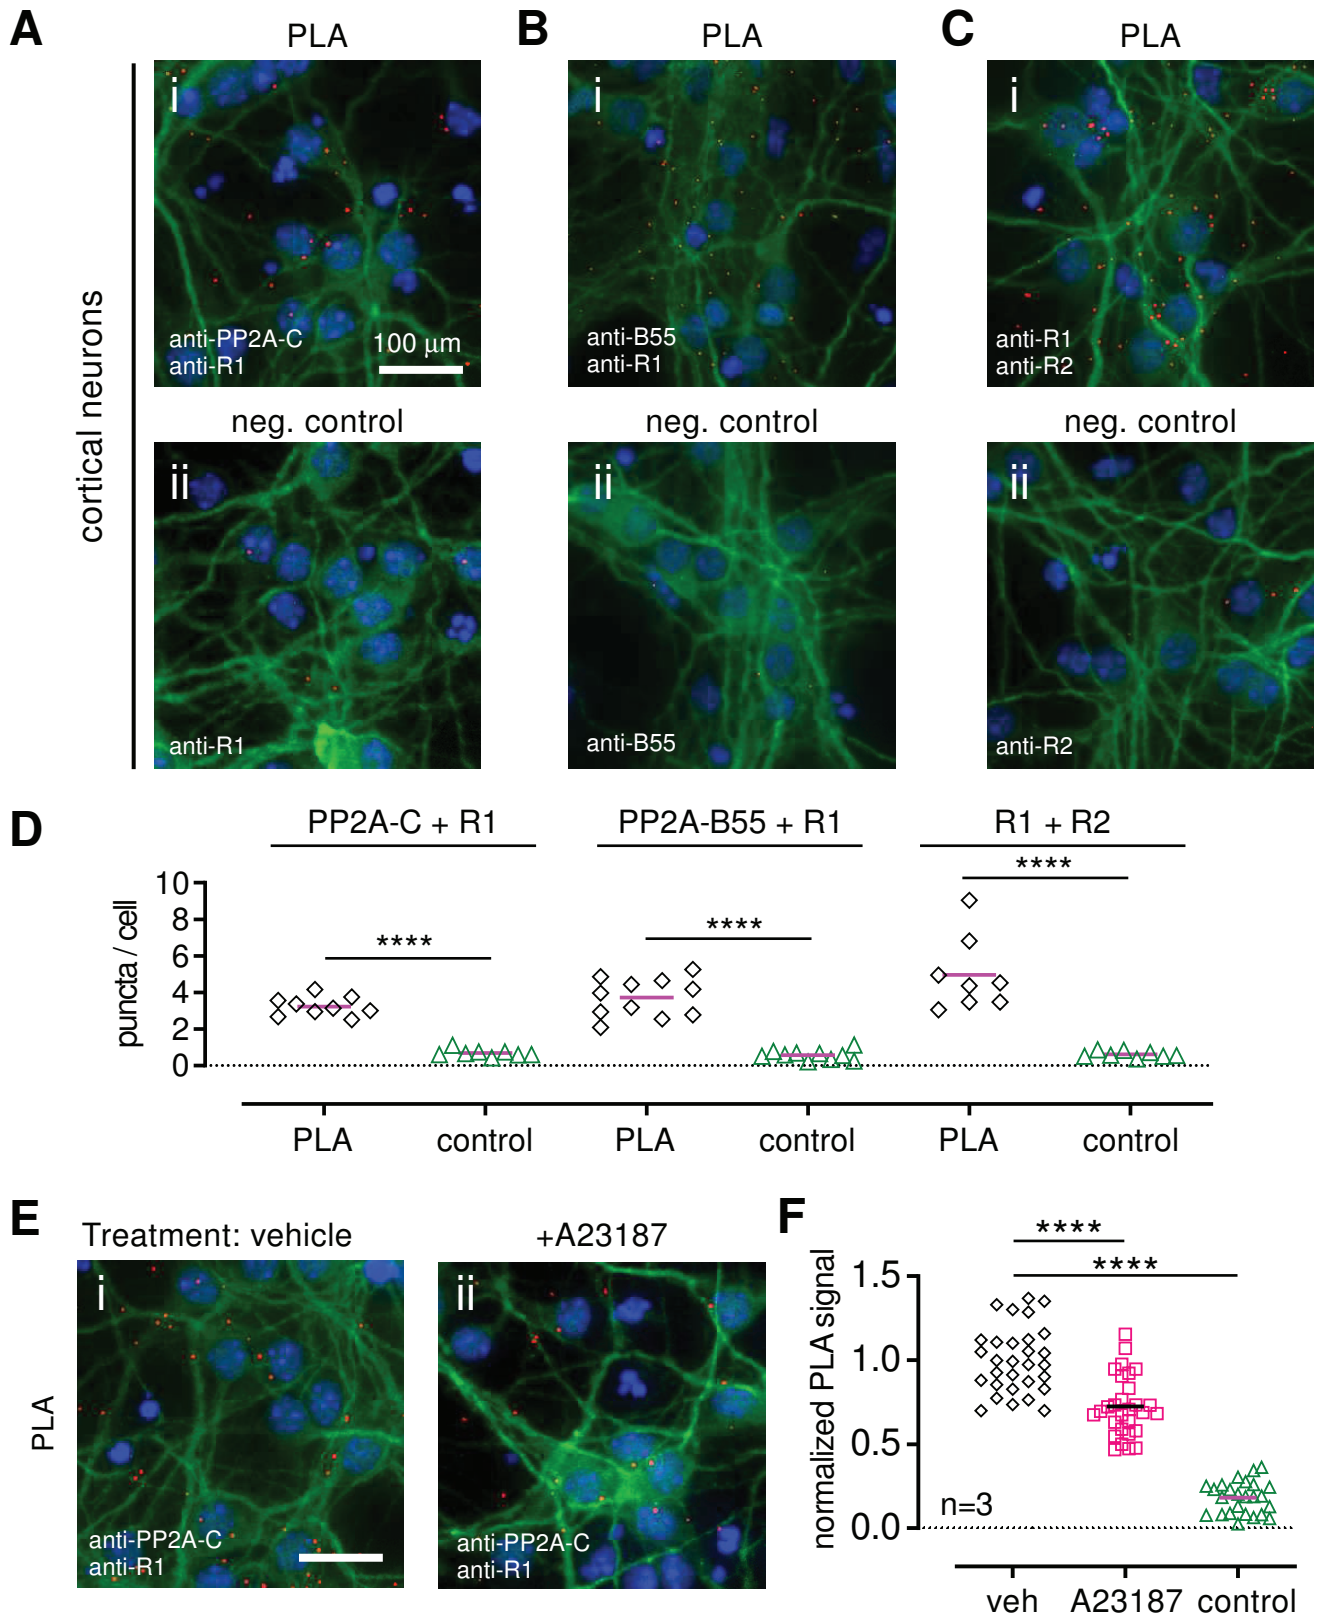 A
PLA
B
PLA
C
PLA
cortical neurons
i
anti-PP2A-C
anti-R1
100 µm
i
anti-B55
anti-R1
i
anti-R1
anti-R2
neg. control
neg. control
neg. control
ii
anti-R1
ii
anti-B55
ii
anti-R2
D
PP2A-C + R1
PP2A-B55 + R1
R1 + R2
****
****
****
puncta / cell
10
8
6
4
2
0
PLA
control
PLA
control
PLA
control
E
Treatment: vehicle
+A23187
PLA
i
anti-PP2A-C
anti-R1
ii
anti-PP2A-C
anti-R1
F
****
****
normalized PLA signal
1.5
1.0
0.5
0.0
n=3
veh
A23187
control